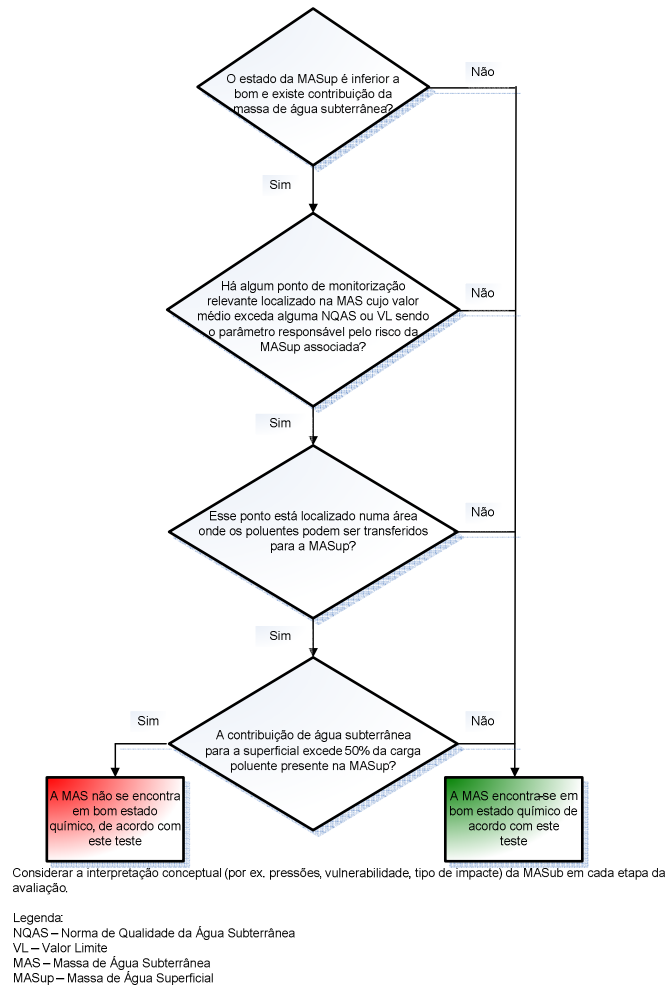 O estado da MASup é inferior a
bom e existe contribuição da
massa de água subterrânea?
Não
Sim
Há algum ponto de monitorização
relevante localizado na MAS cujo valor
médio exceda alguma NQAS ou VL sendo
o parâmetro responsável pelo risco da
MASup associada?
Não
Sim
Esse ponto está localizado numa área
onde os poluentes podem ser transferidos
para a MASup?
Não
Sim
A contribuição de água subterrânea
para a superficial excede 50% da carga
poluente presente na MASup?
Sim
Não
A MAS não se encontra
em bom estado
químico, de acordo com
este teste
A MAS encontra-se em
bom estado químico de
acordo com este
teste
Considerar a interpretação conceptual (por ex. pressões, vulnerabilidade, tipo de impacte) da MASub em cada etapa da
avaliação.
Legenda:
NQAS – Norma de Qualidade da Água Subterrânea
VL – Valor Limite
MAS – Massa de Água Subterrânea
MASup – Massa de Água Superficial